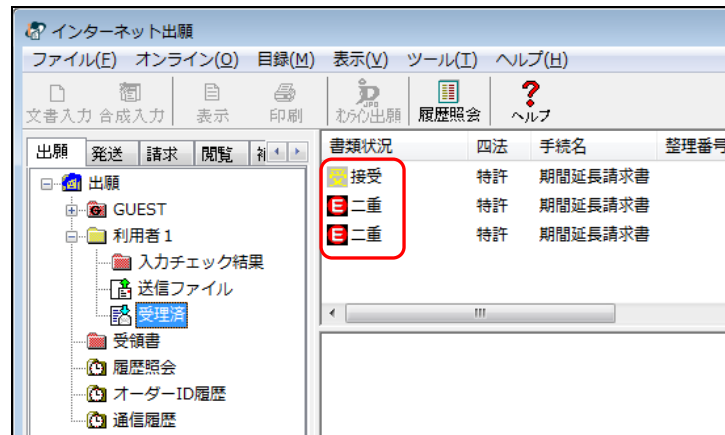 インターネット出願
ファイル(F) オンライン(O) 目録(M) 表示(V) ツール(T) ヘルプ(H)
文書入力 合成入力 表示 印刷 オンライン出願 履歴照会 ヘルプ
出願 発送 請求 閲覧
書類状況 四法 手続名 整理番号
接受 特許 期間延長請求書
E 二重 特許 期間延長請求書
E 二重 特許 期間延長請求書
出願
GUEST
利用者1
入力チェック結果
送信ファイル
受理済
受領書
履歴照会
オーダーID履歴
通信履歴